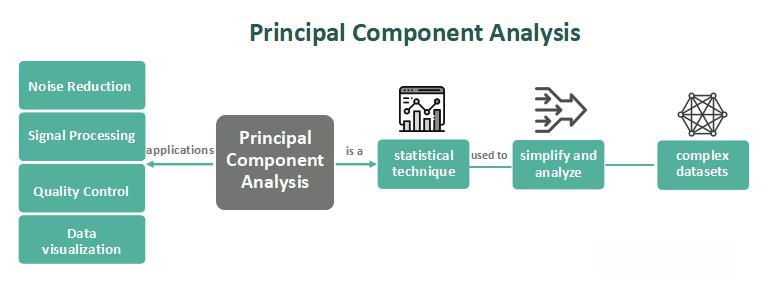 Principal Component Analysis
Noise Reduction
Signal Processing
Quality Control
Data
visualization
applications
Principal
Component
Analysis
is a
statistical
technique
used to
simplify and
analyze
complex
datasets